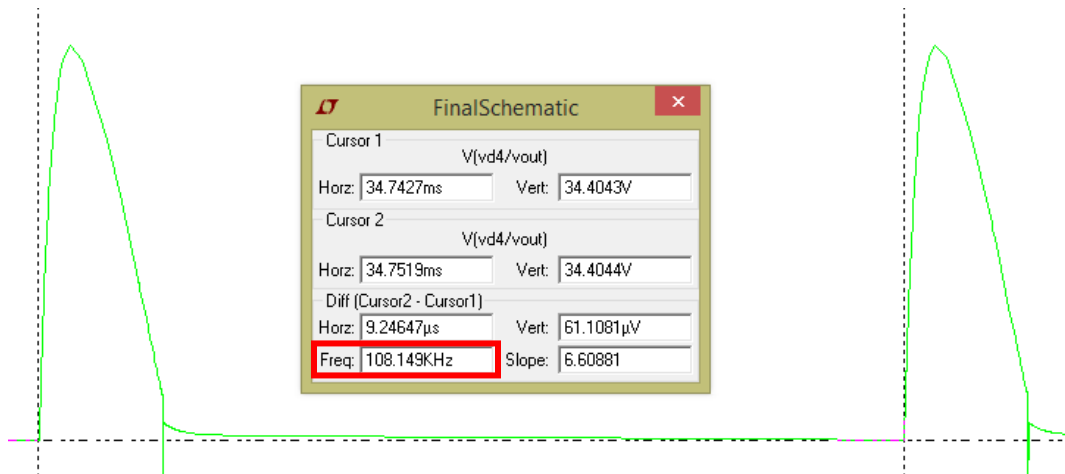 FinalSchematic
Cursor 1
V(vd4/vout)
Horz: 34.7427ms Vert: 34.4043V
Cursor 2
V(vd4/vout)
Horz: 34.7519ms Vert: 34.4044V
Diff (Cursor2 - Cursor1)
Horz: 9.24647µs Vert: 61.1081µV
Freq: 108.149KHz Slope: 6.60881